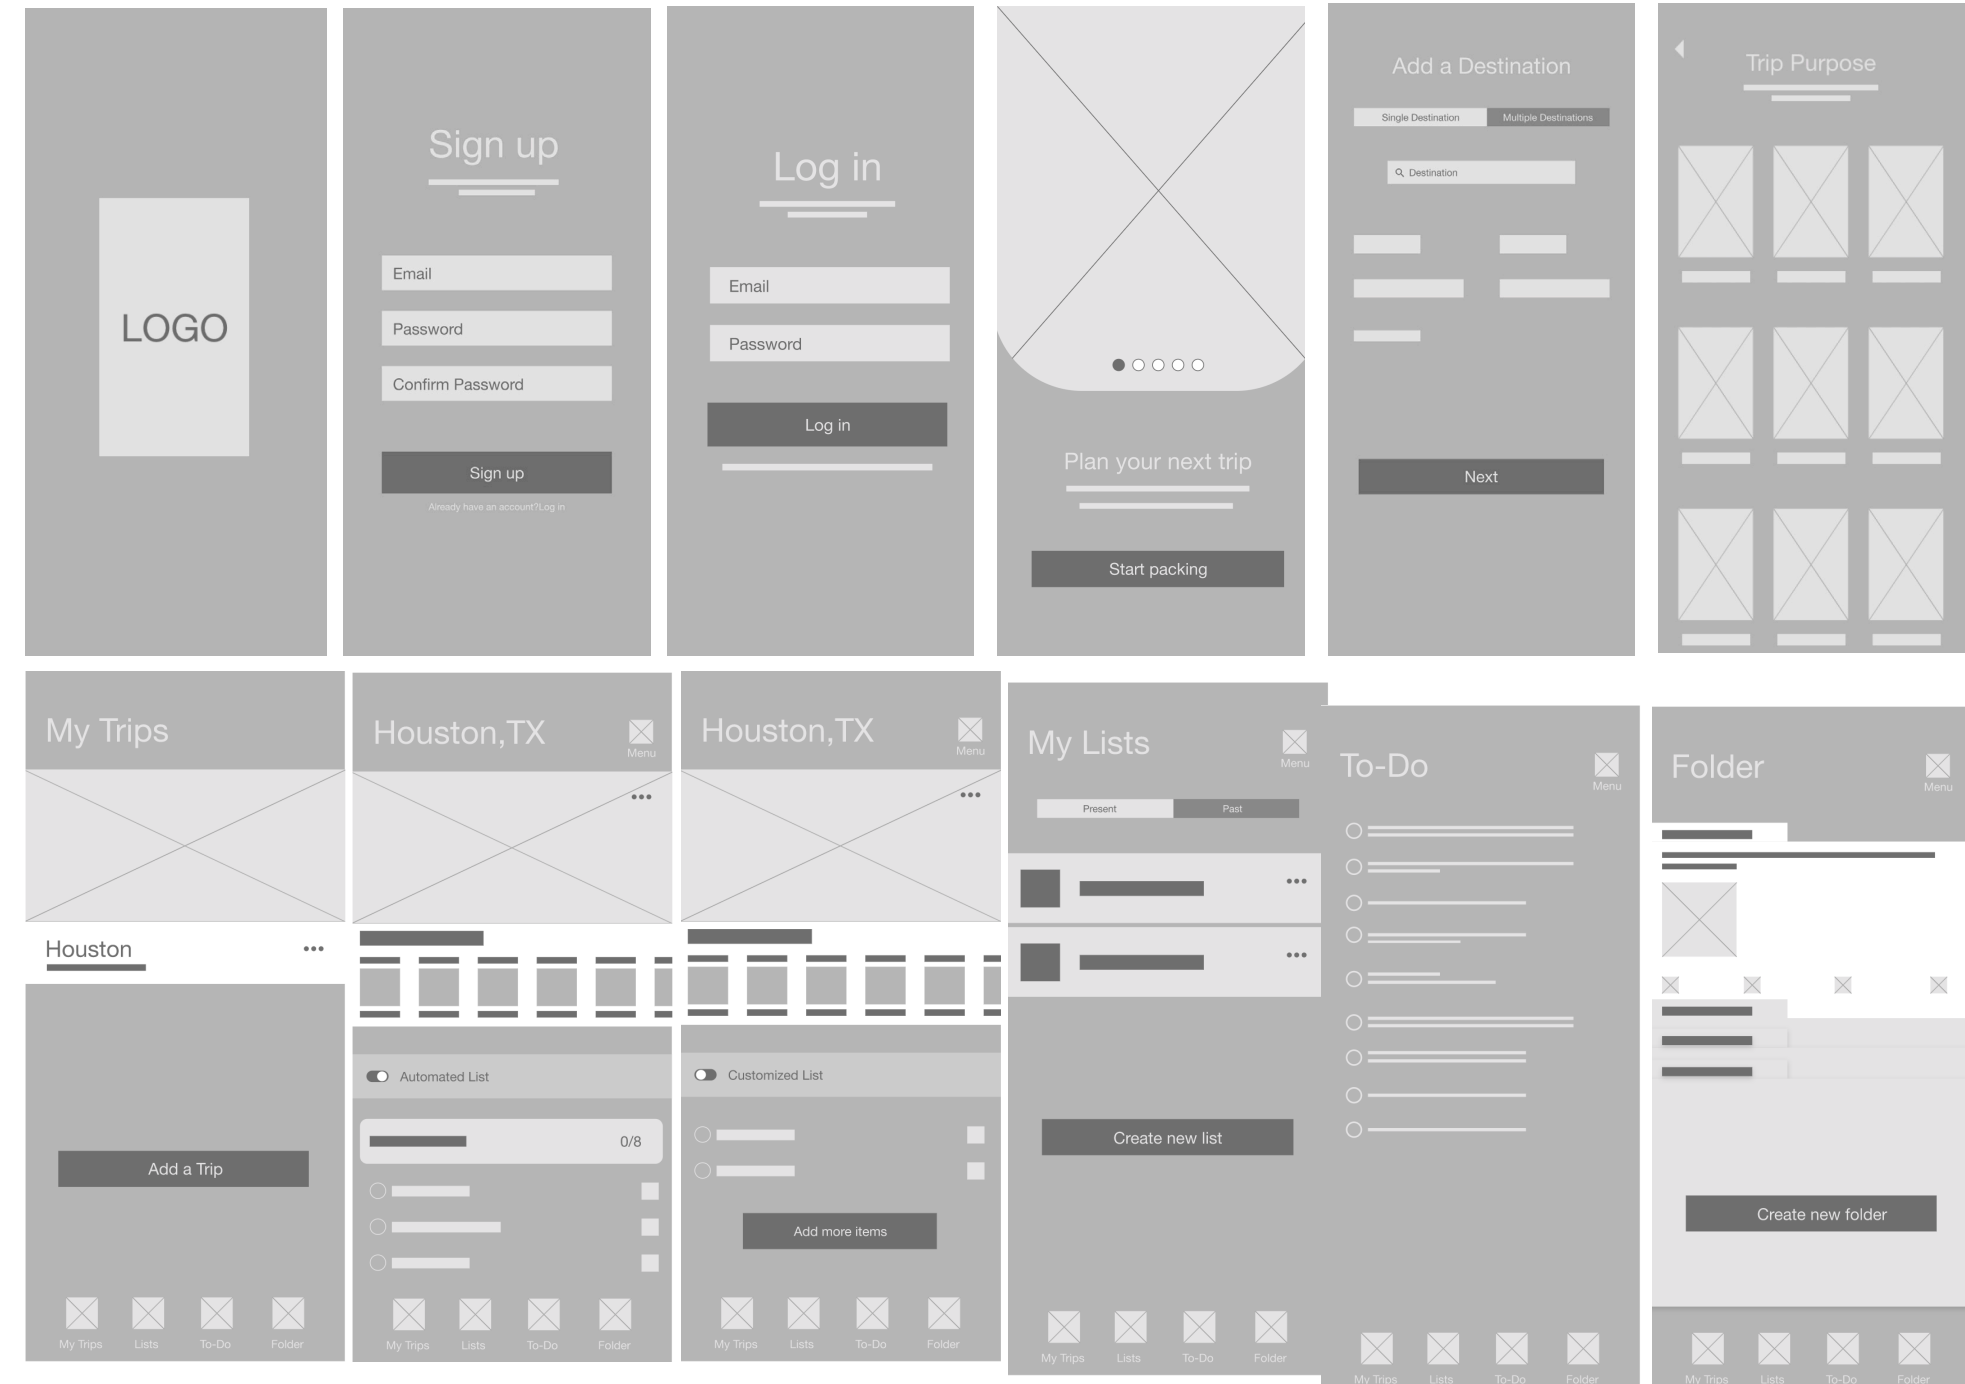 LOGO
Sign up
Email
Password
Confirm Password
Sign up
Already have an account?Log in
Log in
Email
Password
Log in
Plan your next trip
Start packing
Add a Destination
Single Destination
Multiple Destinations
Destination
Next
Trip Purpose
My Trips
Houston
Add a Trip
My Trips
Lists
To-Do
Folder
Houston,TX
Menu
Automated List
0/8
My Trips
Lists
To-Do
Folder
Houston,TX
Menu
Customized List
Add more items
My Trips
Lists
To-Do
Folder
My Lists
Menu
Present
Past
Create new list
My Trips
Lists
To-Do
Folder
To-Do
Menu
My Trips
Lists
To-Do
Folder
Folder
Menu
Create new folder
My Trips
Lists
To-Do
Folder